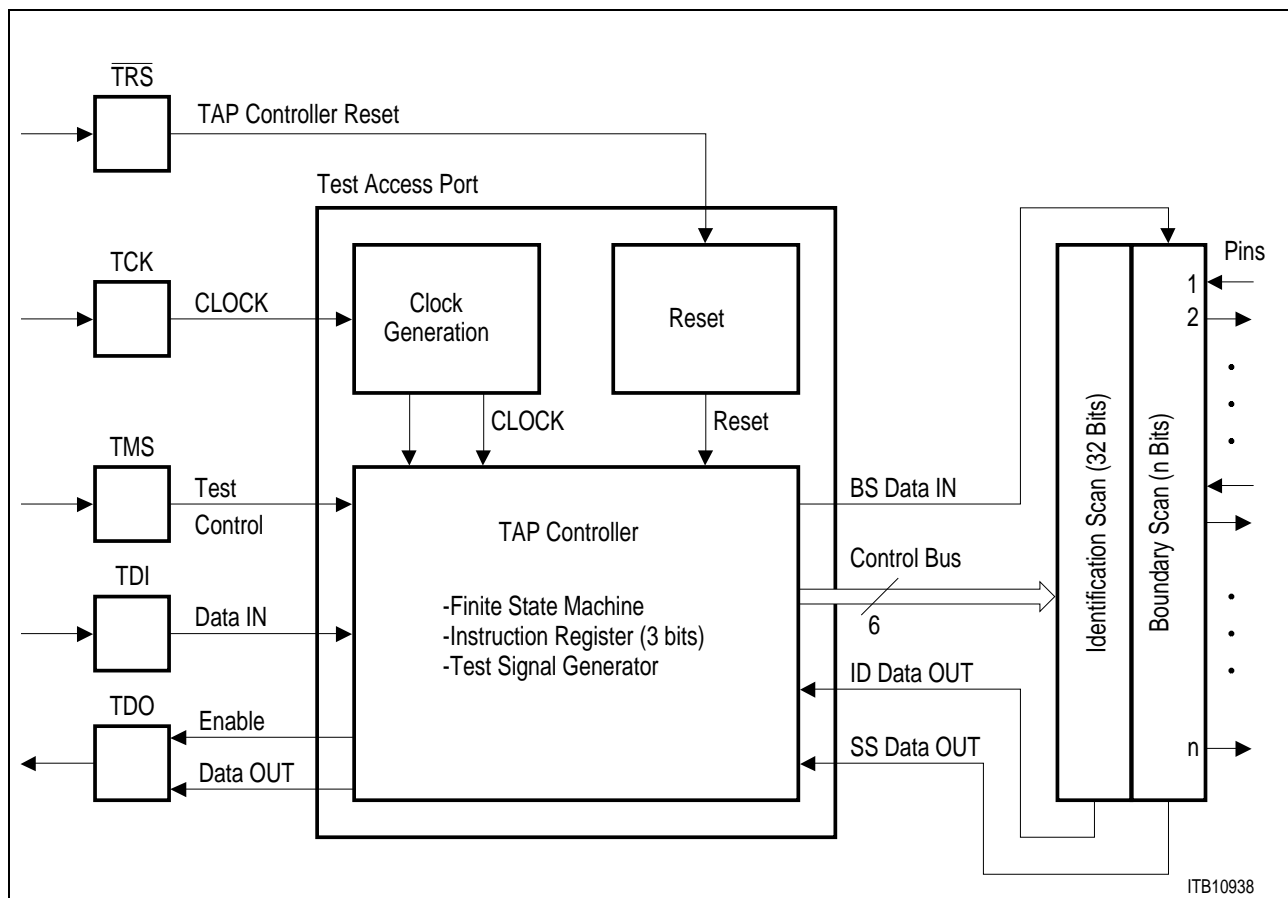 TRS
TAP Controller Reset
Test Access Port
TCK
CLOCK
Clock
Generation
Reset
Pins
1
2
CLOCK
Reset
TMS
Test
Control
TAP Controller
-Finite State Machine
-Instruction Register (3 bits)
-Test Signal Generator
BS Data IN
Control Bus
6
TDI
Data IN
ID Data OUT
SS Data OUT
TDO
Enable
Data OUT
Identification Scan (32 Bits)
Boundary Scan (n Bits)
n
ITB10938